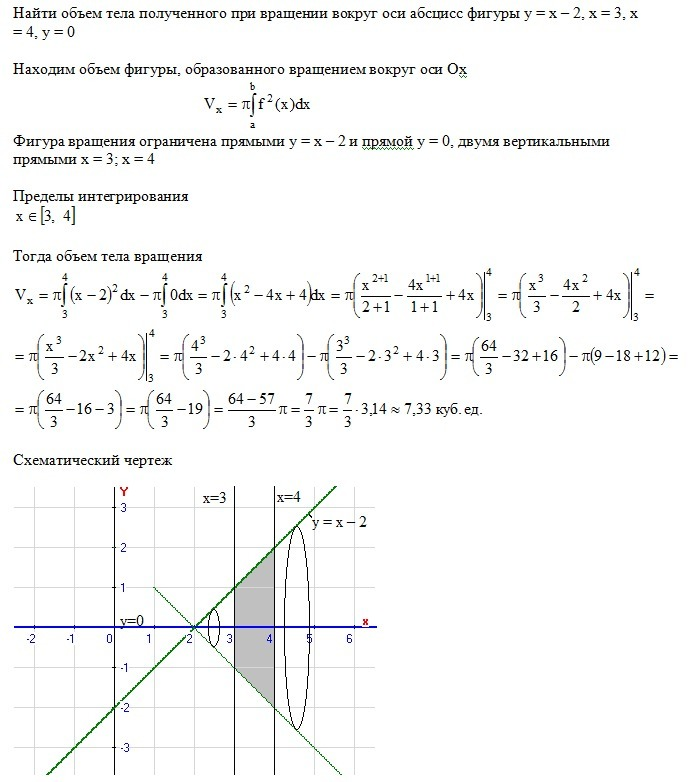 Найти объем тела полученного при вращении вокруг оси абсцисс фигуры y = x – 2, x = 3, x
= 4, y = 0
Находим объем фигуры, образованного вращением вокруг оси Ox
V_x = π∫_a^b f²(x)dx
Фигура вращения ограничена прямыми y = x – 2 и прямой y = 0, двумя вертикальными
прямыми x = 3; x = 4
Пределы интегрирования
x ∈ [3, 4]
Тогда объем тела вращения
V_x = π∫_3^4 (x − 2)² dx − π∫_3^4 0dx = π∫_3^4 (x² − 4x + 4)dx = π(x^(2+1)/(2+1) − 4x^(1+1)/(1+1) + 4x)|_3^4 = π(x³/3 − 4x²/2 + 4x)|_3^4 =
= π(x³/3 − 2x² + 4x)|_3^4 = π(4³/3 − 2·4² + 4·4) − π(3³/3 − 2·3² + 4·3) = π(64/3 − 32 + 16) − π(9 − 18 + 12) =
= π(64/3 − 16 − 3) = π(64/3 − 19) = (64 − 57)/3 π = 7/3 π = 7/3 · 3,14 ≈ 7,33 куб. ед.
Схематический чертеж
Y
x=3
x=4
3
y = x – 2
2
1
y=0
x
-2 -1 0 1 2 3 4 5 6
-1
-2
-3